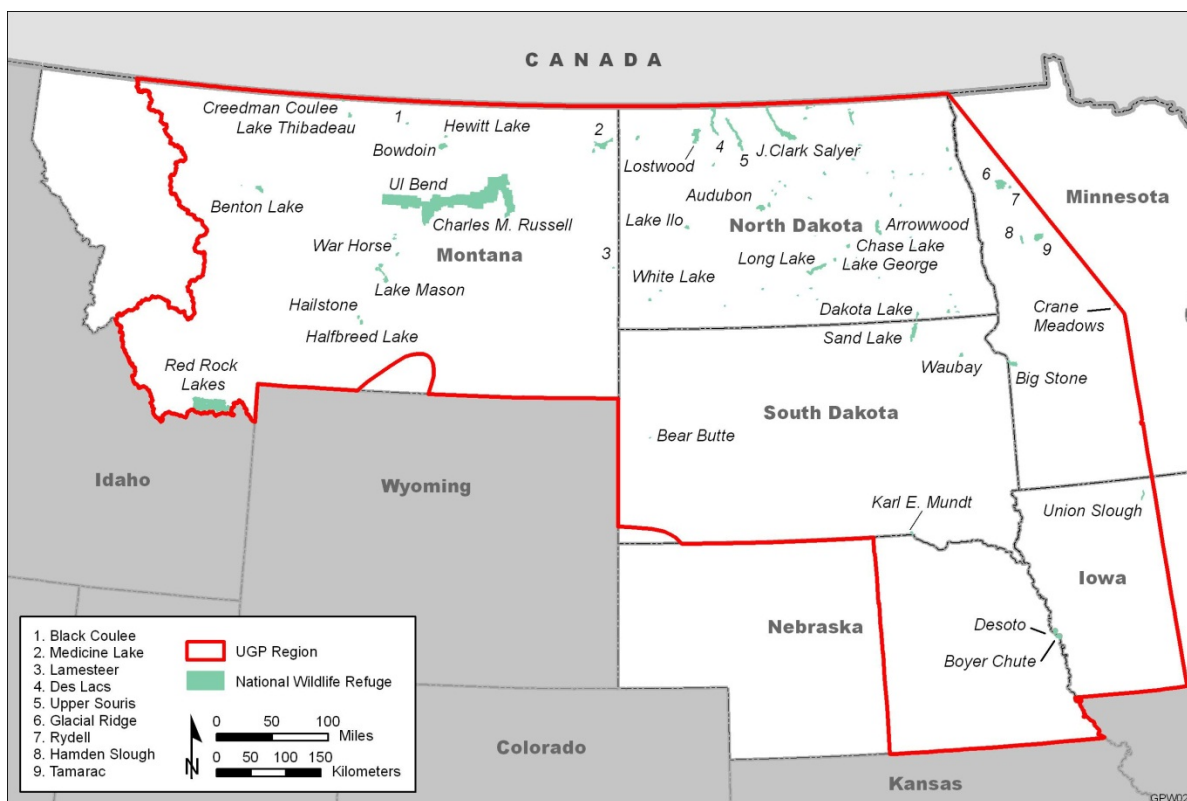 CANADA
Creedman Coulee
Lake Thibadeau
1
Hewitt Lake
Bowdoin
2
Lostwood
4
5
J.Clark Salyer
6
7
Minnesota
Benton Lake
Ul Bend
Charles M. Russell
Audubon
Lake Ilo
North Dakota
Arrowwood
Chase Lake
Lake George
8
9
War Horse
Montana
3
Long Lake
White Lake
Lake Mason
Hailstone
Halfbreed Lake
Dakota Lake
Sand Lake
Crane
Meadows
Red Rock
Lakes
Waubay
Big Stone
South Dakota
Bear Butte
Idaho
Wyoming
Karl E. Mundt
Union Slough
Iowa
Nebraska
Desoto
Boyer Chute
Colorado
Kansas
1. Black Coulee
2. Medicine Lake
3. Lamesteer
4. Des Lacs
5. Upper Souris
6. Glacial Ridge
7. Rydell
8. Hamden Slough
9. Tamarac
UGP Region
National Wildlife Refuge
N
0 50 100
Miles
0 50 100 150
Kilometers
GPW02